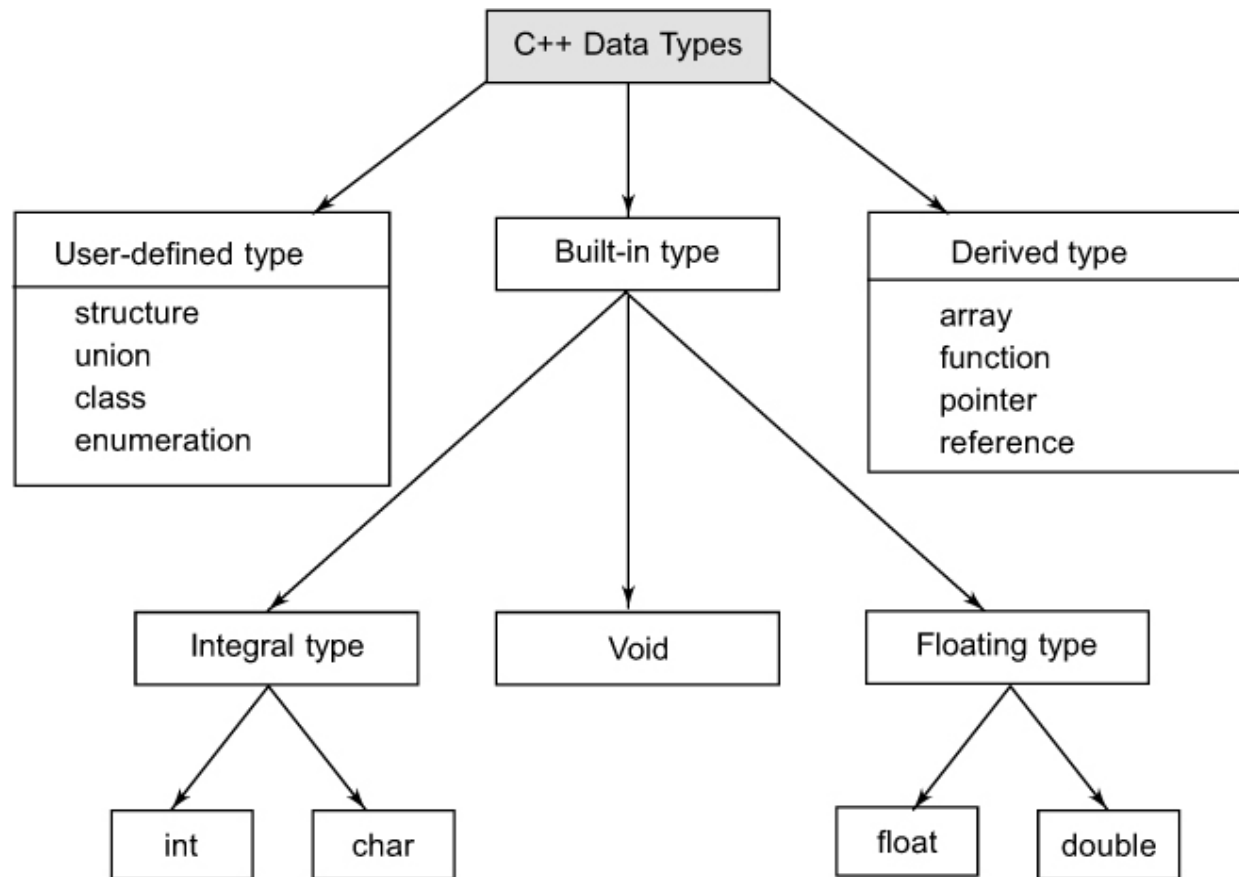 C++ Data Types
User-defined type
structure
union
class
enumeration
Built-in type
Derived type
array
function
pointer
reference
Integral type
Void
Floating type
int
char
float
double